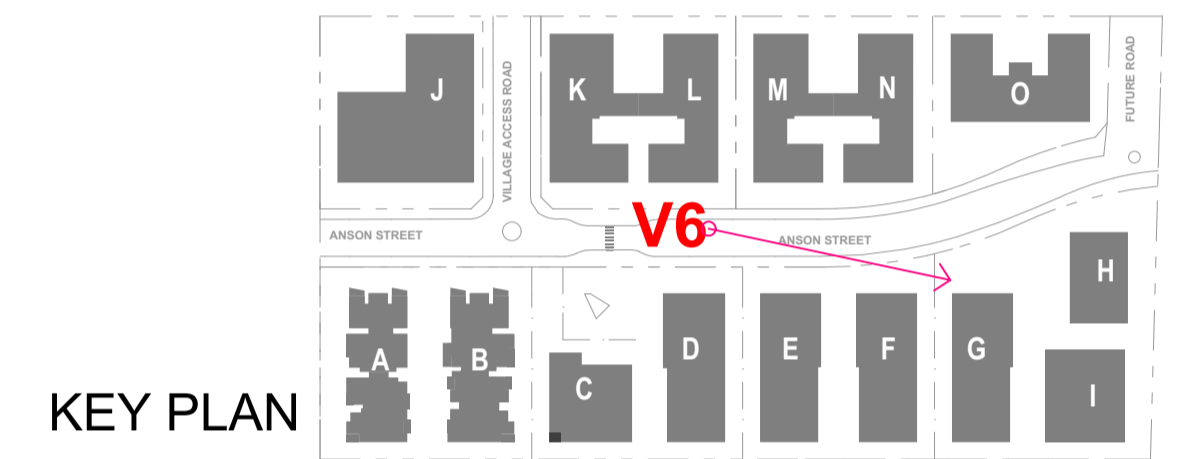 J
K
L
M
N
O
VILLAGE ACCESS ROAD
FUTURE ROAD
V6
ANSON STREET
ANSON STREET
H
A
B
C
D
E
F
G
I
KEY PLAN